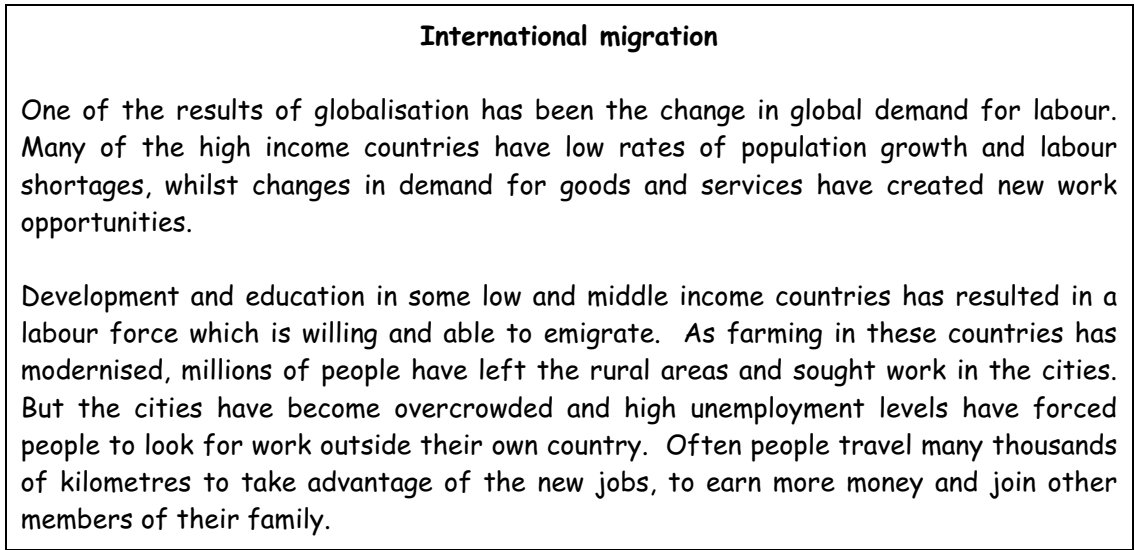 International migration
One of the results of globalisation has been the change in global demand for labour.
Many of the high income countries have low rates of population growth and labour
shortages, whilst changes in demand for goods and services have created new work
opportunities.
Development and education in some low and middle income countries has resulted in a
labour force which is willing and able to emigrate. As farming in these countries has
modernised, millions of people have left the rural areas and sought work in the cities.
But the cities have become overcrowded and high unemployment levels have forced
people to look for work outside their own country. Often people travel many thousands
of kilometres to take advantage of the new jobs, to earn more money and join other
members of their family.